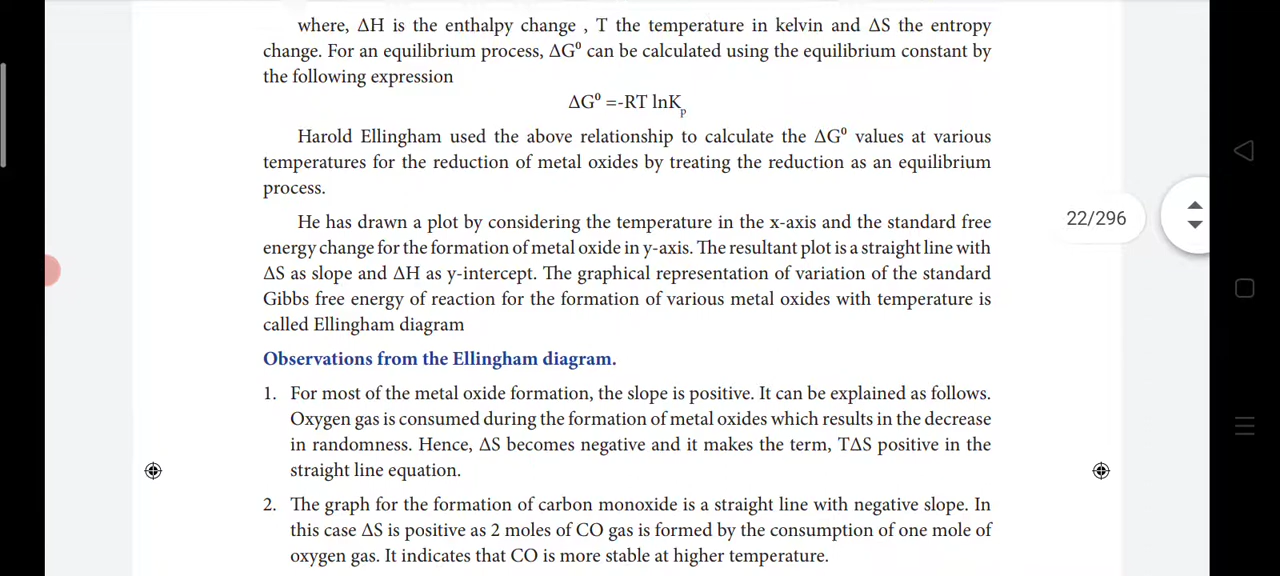 where, ΔH is the enthalpy change , T the temperature in kelvin and ΔS the entropy
change. For an equilibrium process, ΔG⁰ can be calculated using the equilibrium constant by
the following expression
ΔG⁰ =-RT lnKₚ
Harold Ellingham used the above relationship to calculate the ΔG⁰ values at various
temperatures for the reduction of metal oxides by treating the reduction as an equilibrium
process.
He has drawn a plot by considering the temperature in the x-axis and the standard free
energy change for the formation of metal oxide in y-axis. The resultant plot is a straight line with
ΔS as slope and ΔH as y-intercept. The graphical representation of variation of the standard
Gibbs free energy of reaction for the formation of various metal oxides with temperature is
called Ellingham diagram
Observations from the Ellingham diagram.
1. For most of the metal oxide formation, the slope is positive. It can be explained as follows.
Oxygen gas is consumed during the formation of metal oxides which results in the decrease
in randomness. Hence, ΔS becomes negative and it makes the term, TΔS positive in the
straight line equation.
2. The graph for the formation of carbon monoxide is a straight line with negative slope. In
this case ΔS is positive as 2 moles of CO gas is formed by the consumption of one mole of
oxygen gas. It indicates that CO is more stable at higher temperature.
22/296